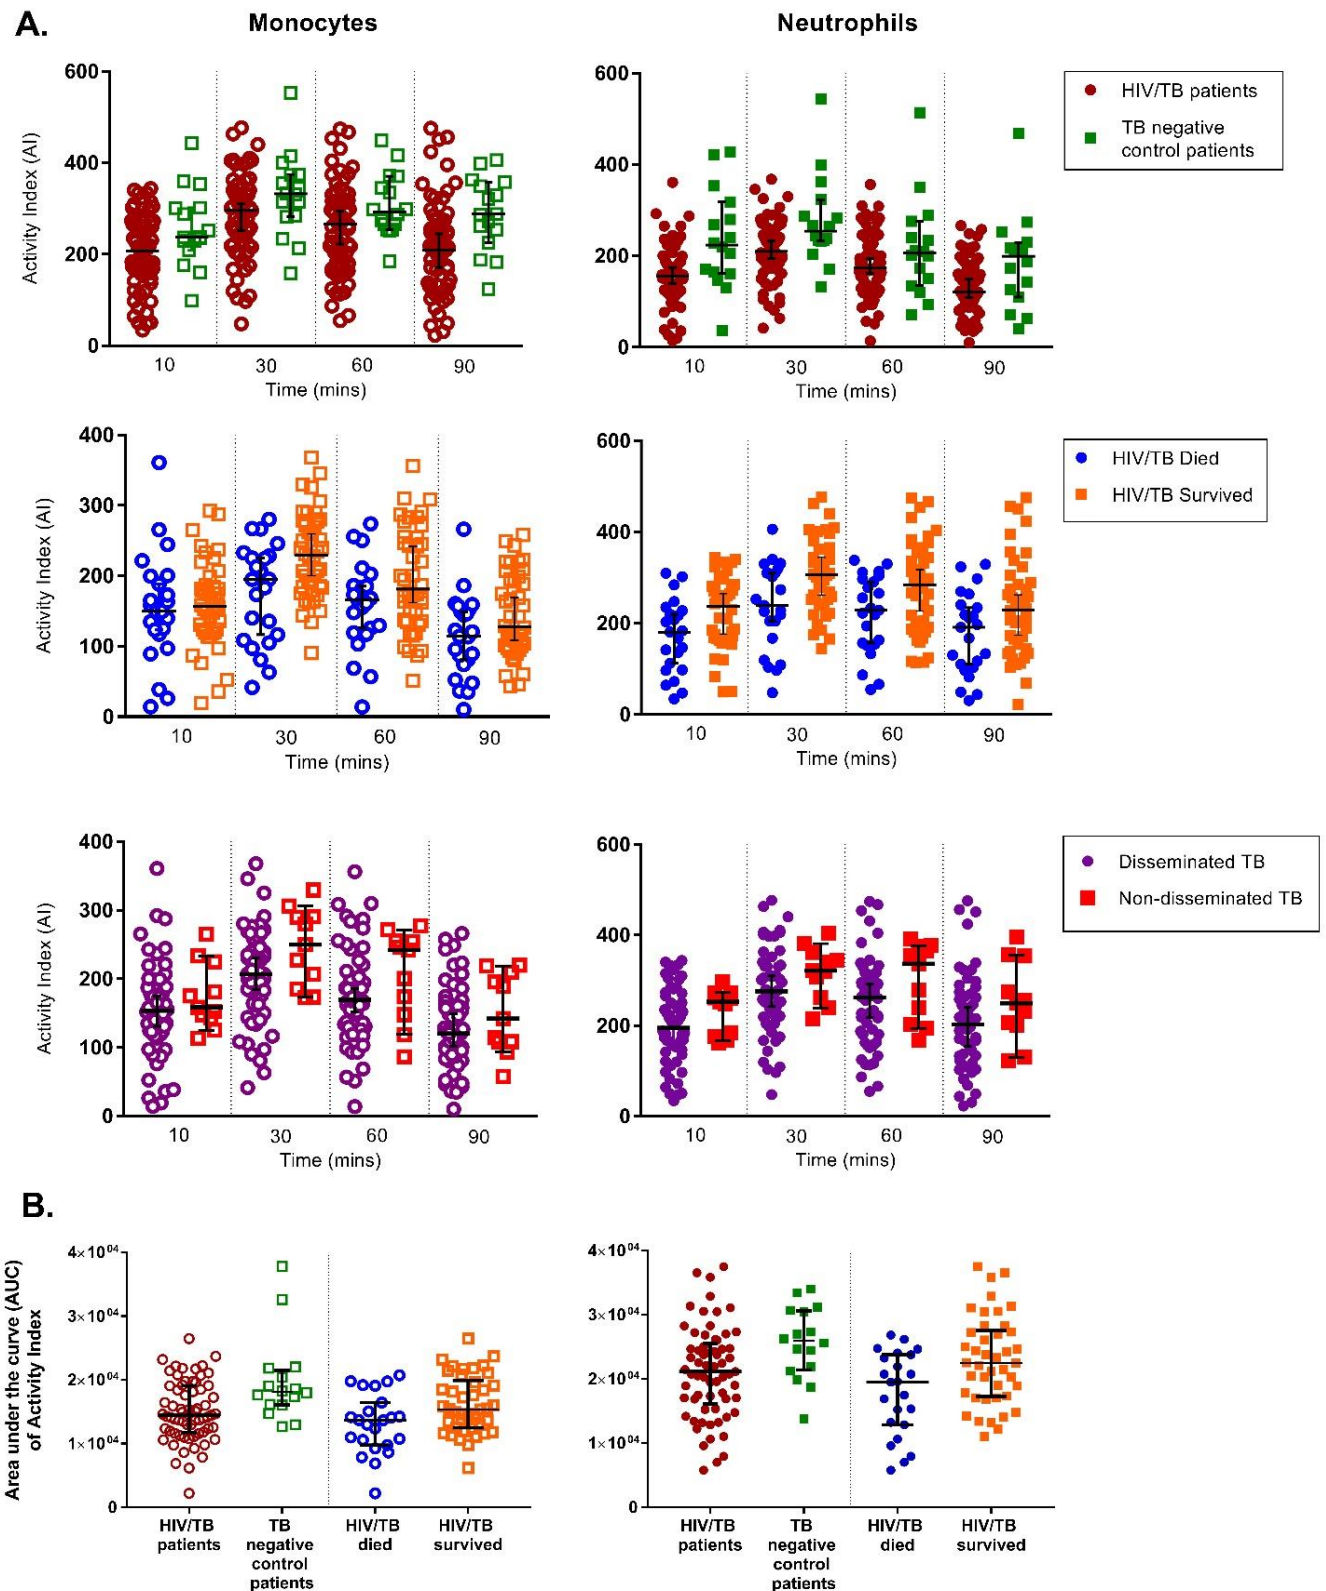 A.
Monocytes
Neutrophils
600
400
200
0
Activity Index (AI)
10 30 60 90
Time (mins)
600
400
200
0
10 30 60 90
Time (mins)
HIV/TB patients
TB negative
control patients
400
300
200
100
0
Activity Index (AI)
10 30 60 90
Time (mins)
600
400
200
0
10 30 60 90
Time (mins)
HIV/TB Died
HIV/TB Survived
400
300
200
100
0
Activity Index (AI)
10 30 60 90
Time (mins)
600
400
200
0
10 30 60 90
Time (mins)
Disseminated TB
Non-disseminated TB
B.
Area under the curve (AUC)
of Activity Index
4×10⁰⁴
3×10⁰⁴
2×10⁰⁴
1×10⁰⁴
0
HIV/TB
patients
TB
negative
control
patients
HIV/TB
died
HIV/TB
survived
4×10⁰⁴
3×10⁰⁴
2×10⁰⁴
1×10⁰⁴
0
HIV/TB
patients
TB
negative
control
patients
HIV/TB
died
HIV/TB
survived